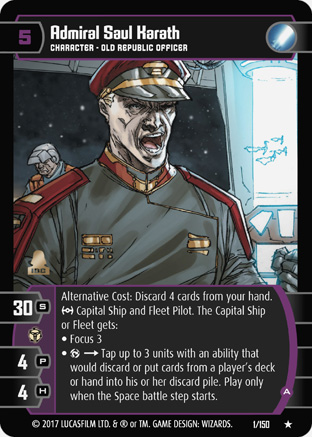 5
Admiral Saul Karath
CHARACTER - OLD REPUBLIC OFFICER
30 S
4 P
4 H
Alternative Cost: Discard 4 cards from your hand.
Capital Ship and Fleet Pilot. The Capital Ship
or Fleet gets:
• Focus 3
• → Tap up to 3 units with an ability that
would discard or put cards from a player's deck
or hand into his or her discard pile. Play only
when the Space battle step starts.
A
© 2017 LUCASFILM LTD. & ® OR TM. GAME DESIGN: WIZARDS.
1/150